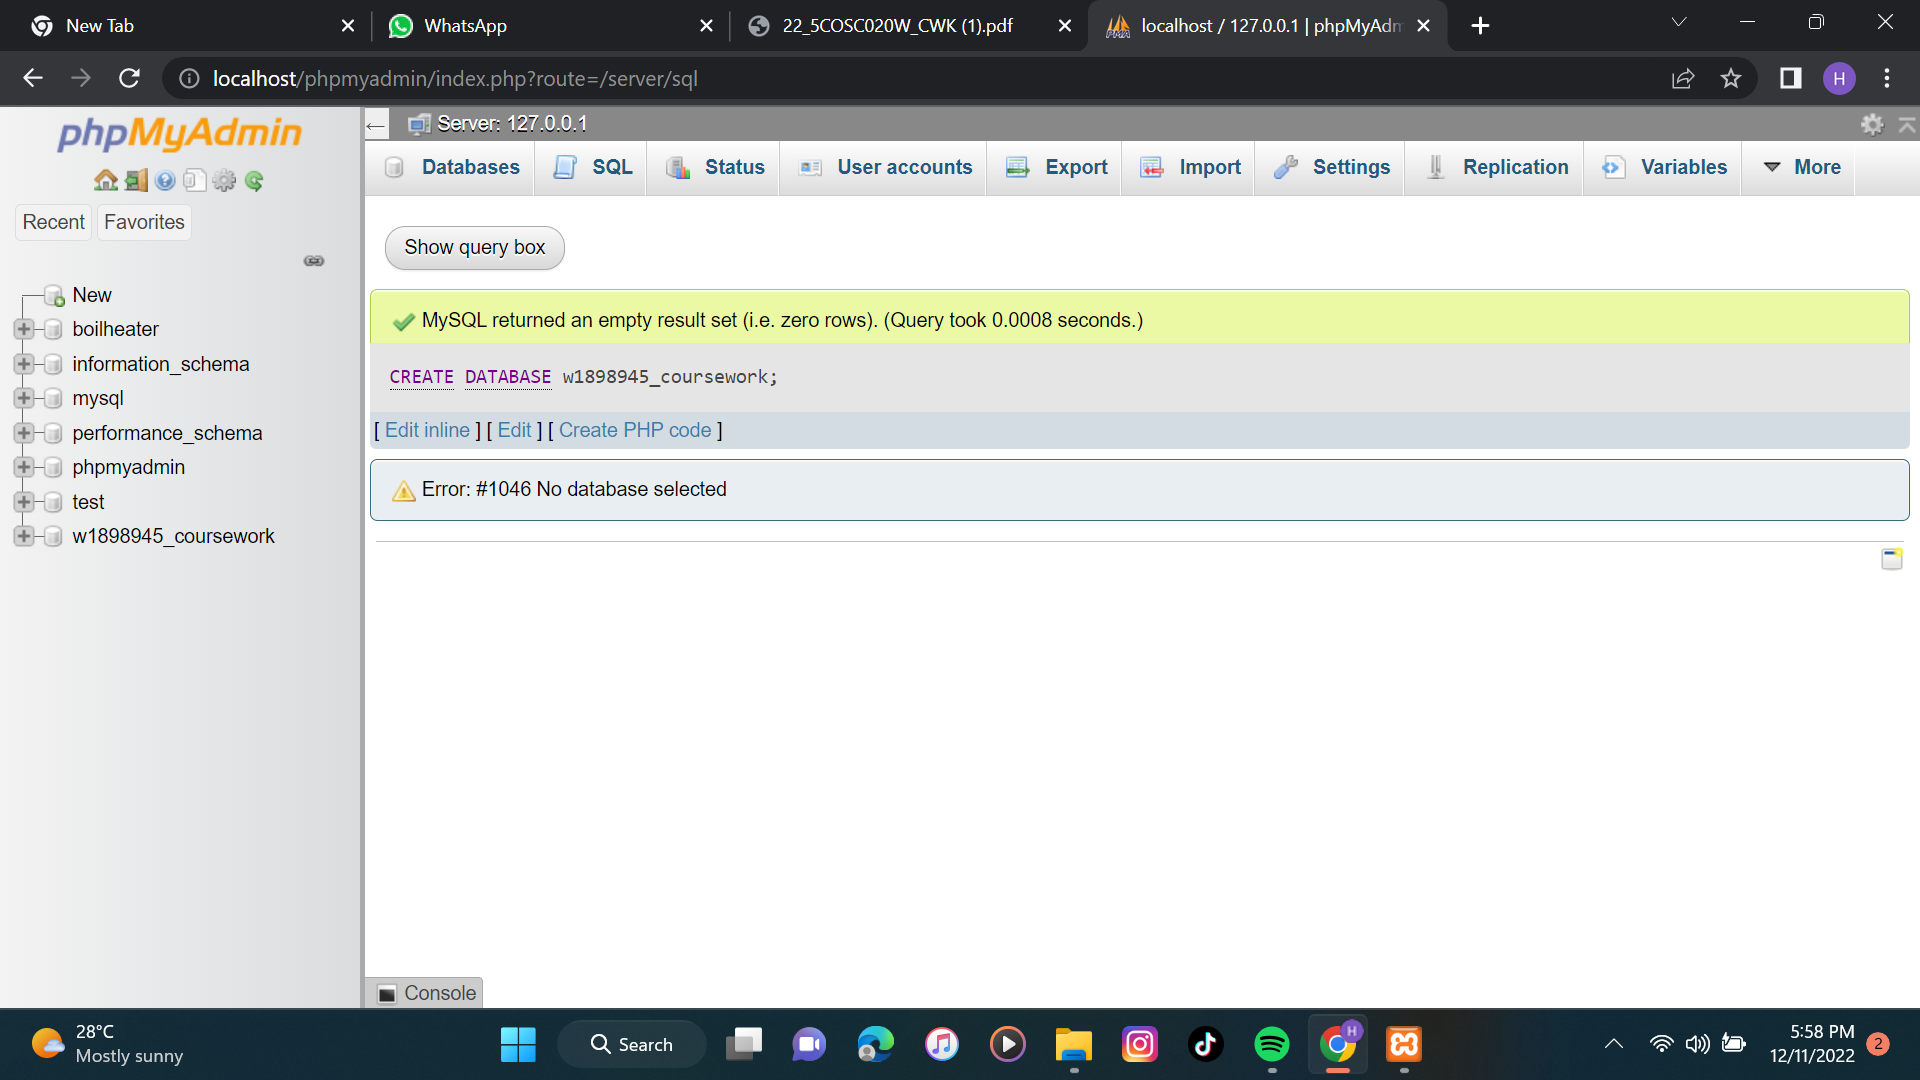 New Tab
WhatsApp
22_5COSC020W_CWK (1).pdf
localhost / 127.0.0.1 | phpMyAdm
localhost/phpmyadmin/index.php?route=/server/sql
H
phpMyAdmin
Server: 127.0.0.1
Databases
SQL
Status
User accounts
Export
Import
Settings
Replication
Variables
More
Recent
Favorites
New
boilheater
information_schema
mysql
performance_schema
phpmyadmin
test
w1898945_coursework
Show query box
MySQL returned an empty result set (i.e. zero rows). (Query took 0.0008 seconds.)
CREATE DATABASE w1898945_coursework;
[ Edit inline ] [ Edit ] [ Create PHP code ]
Error: #1046 No database selected
Console
28°C
Mostly sunny
Search
H
5:58 PM
12/11/2022
2